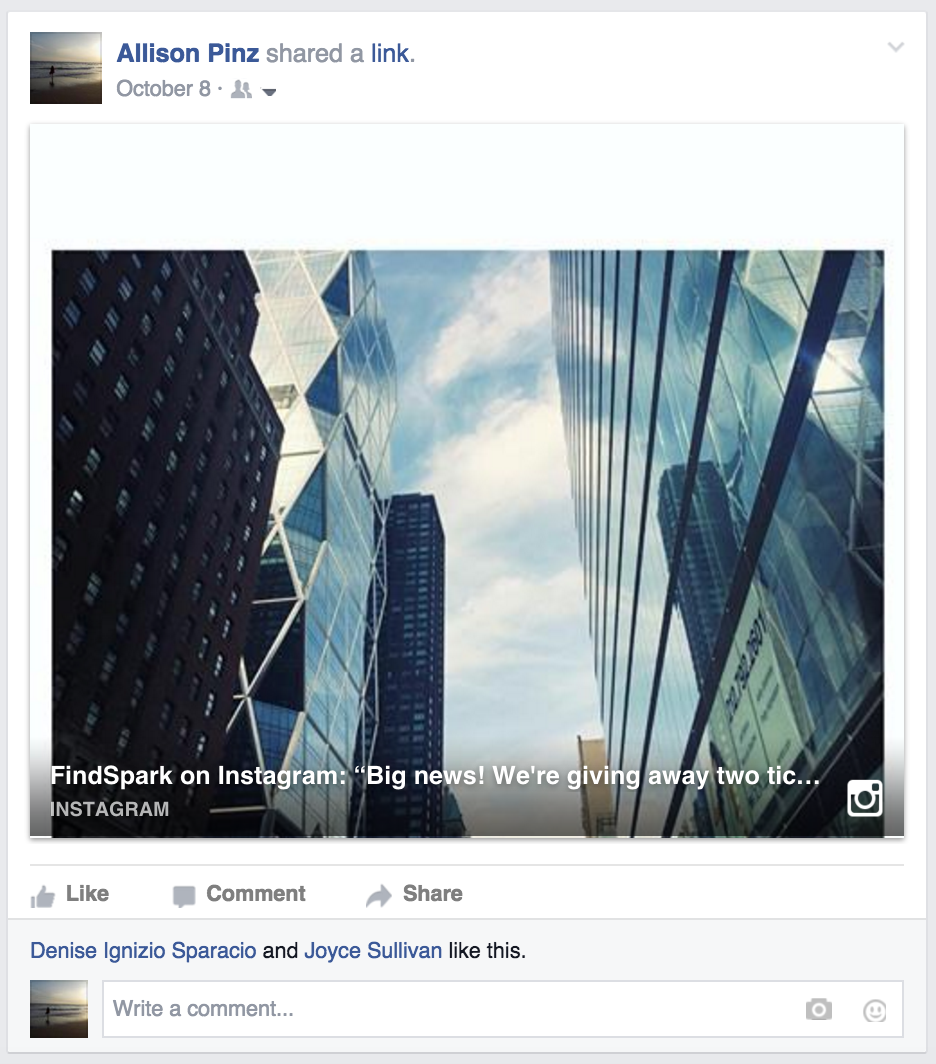 Allison Pinz shared a link.
October 8 ·
FindSpark on Instagram: “Big news! We're giving away two tic...
INSTAGRAM
Like Comment Share
Denise Ignizio Sparacio and Joyce Sullivan like this.
Write a comment...